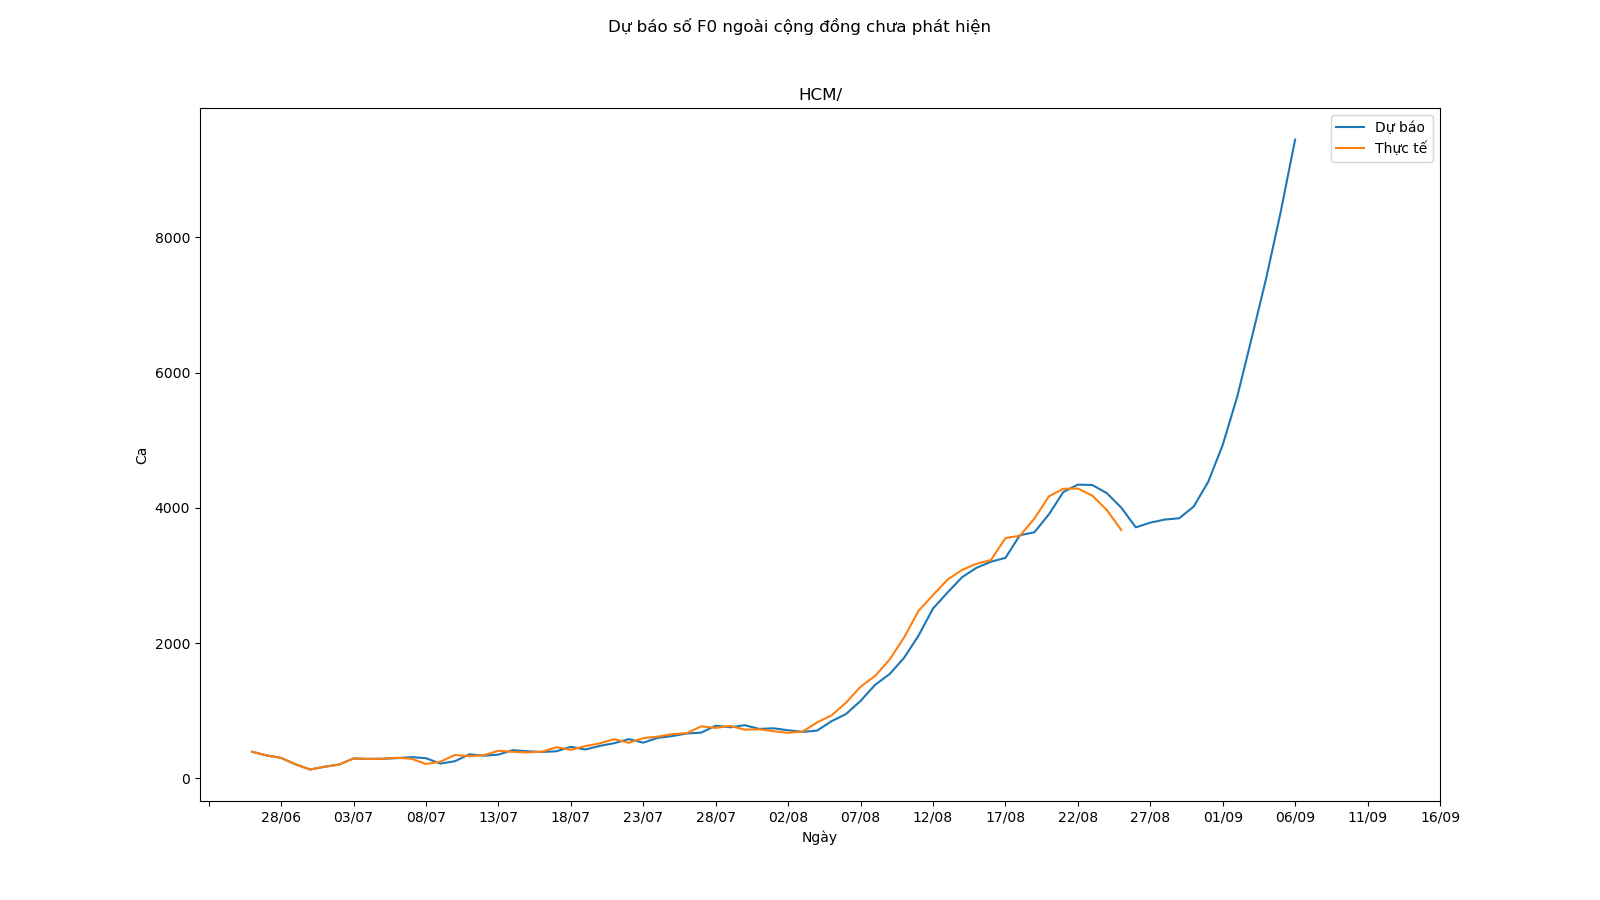 Dự báo số F0 ngoài cộng đồng chưa phát hiện
HCM/
Dự báo
Thực tế
8000
6000
4000
2000
0
Ca
28/06 03/07 08/07 13/07 18/07 23/07 28/07 02/08 07/08 12/08 17/08 22/08 27/08 01/09 06/09 11/09 16/09
Ngày